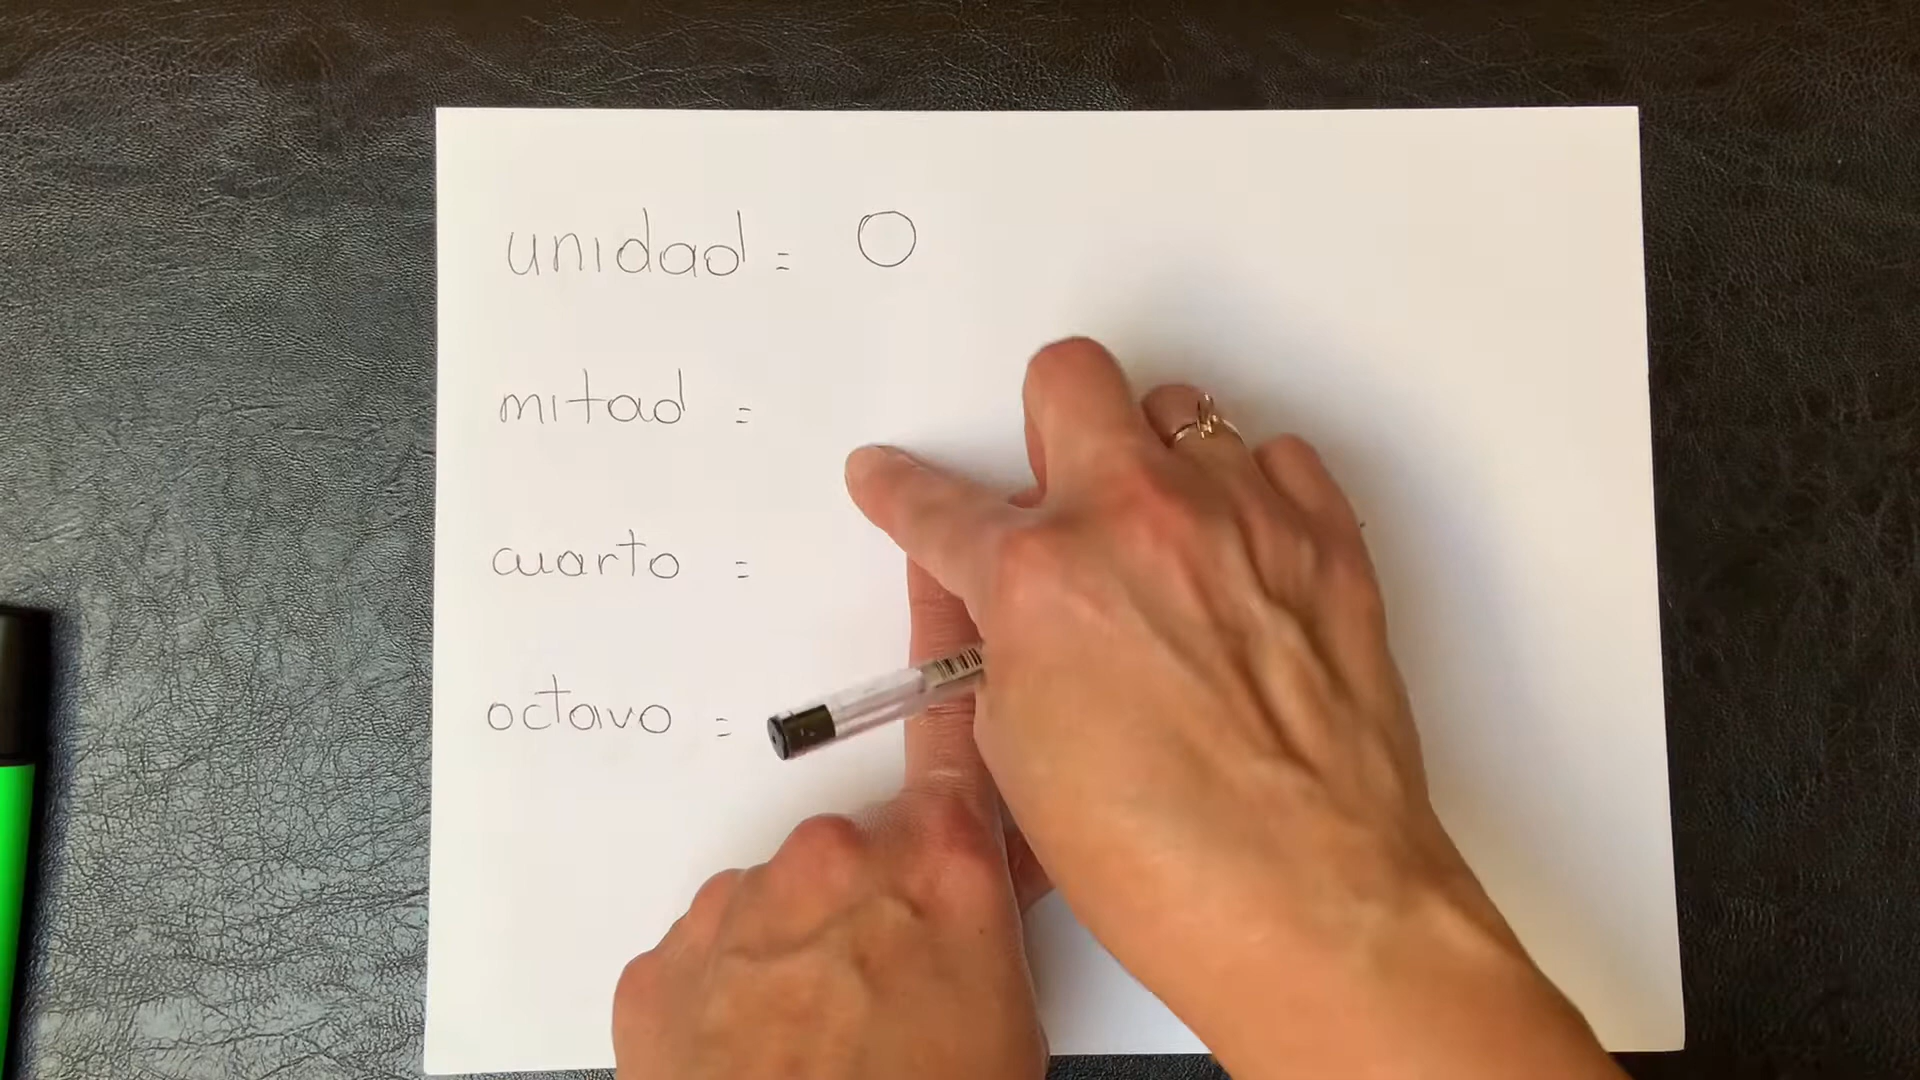 unidad = O
mitad =
cuarto =
octavo =